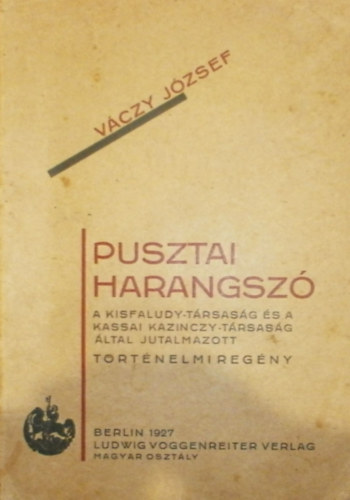 VÁCZY JÓZSEF
PUSZTAI
HARANGSZÓ
A KISFALUDY-TÁRSASÁG ÉS A
KASSAI KAZINCZY-TÁRSASÁG
ÁLTAL JUTALMAZOTT
TÖRTÉNELMI REGÉNY
BERLIN 1927
LUDWIG VOGGENREITER VERLAG
MAGYAR OSZTÁLY